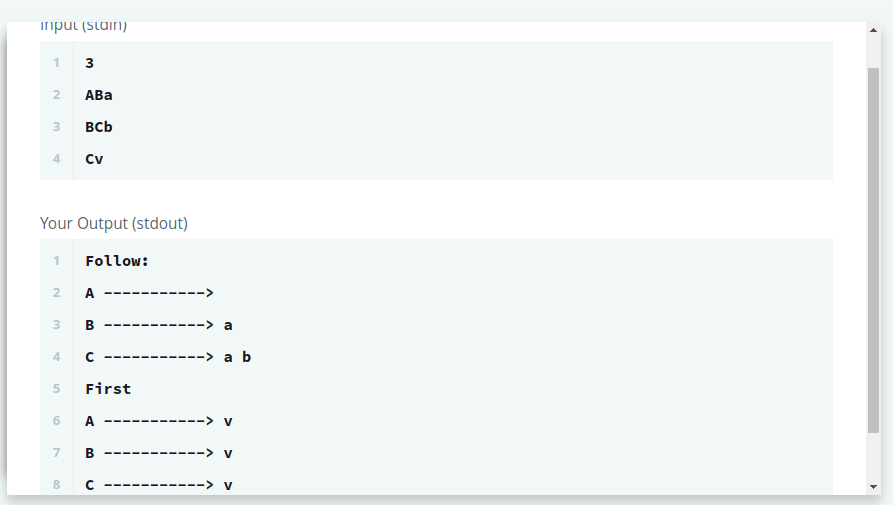 Input (stdin)
1 3
2 ABa
3 BCb
4 Cv
Your Output (stdout)
1 Follow:
2 A ----------->
3 B -----------> a
4 C -----------> a b
5 First
6 A -----------> v
7 B -----------> v
8 C -----------> v